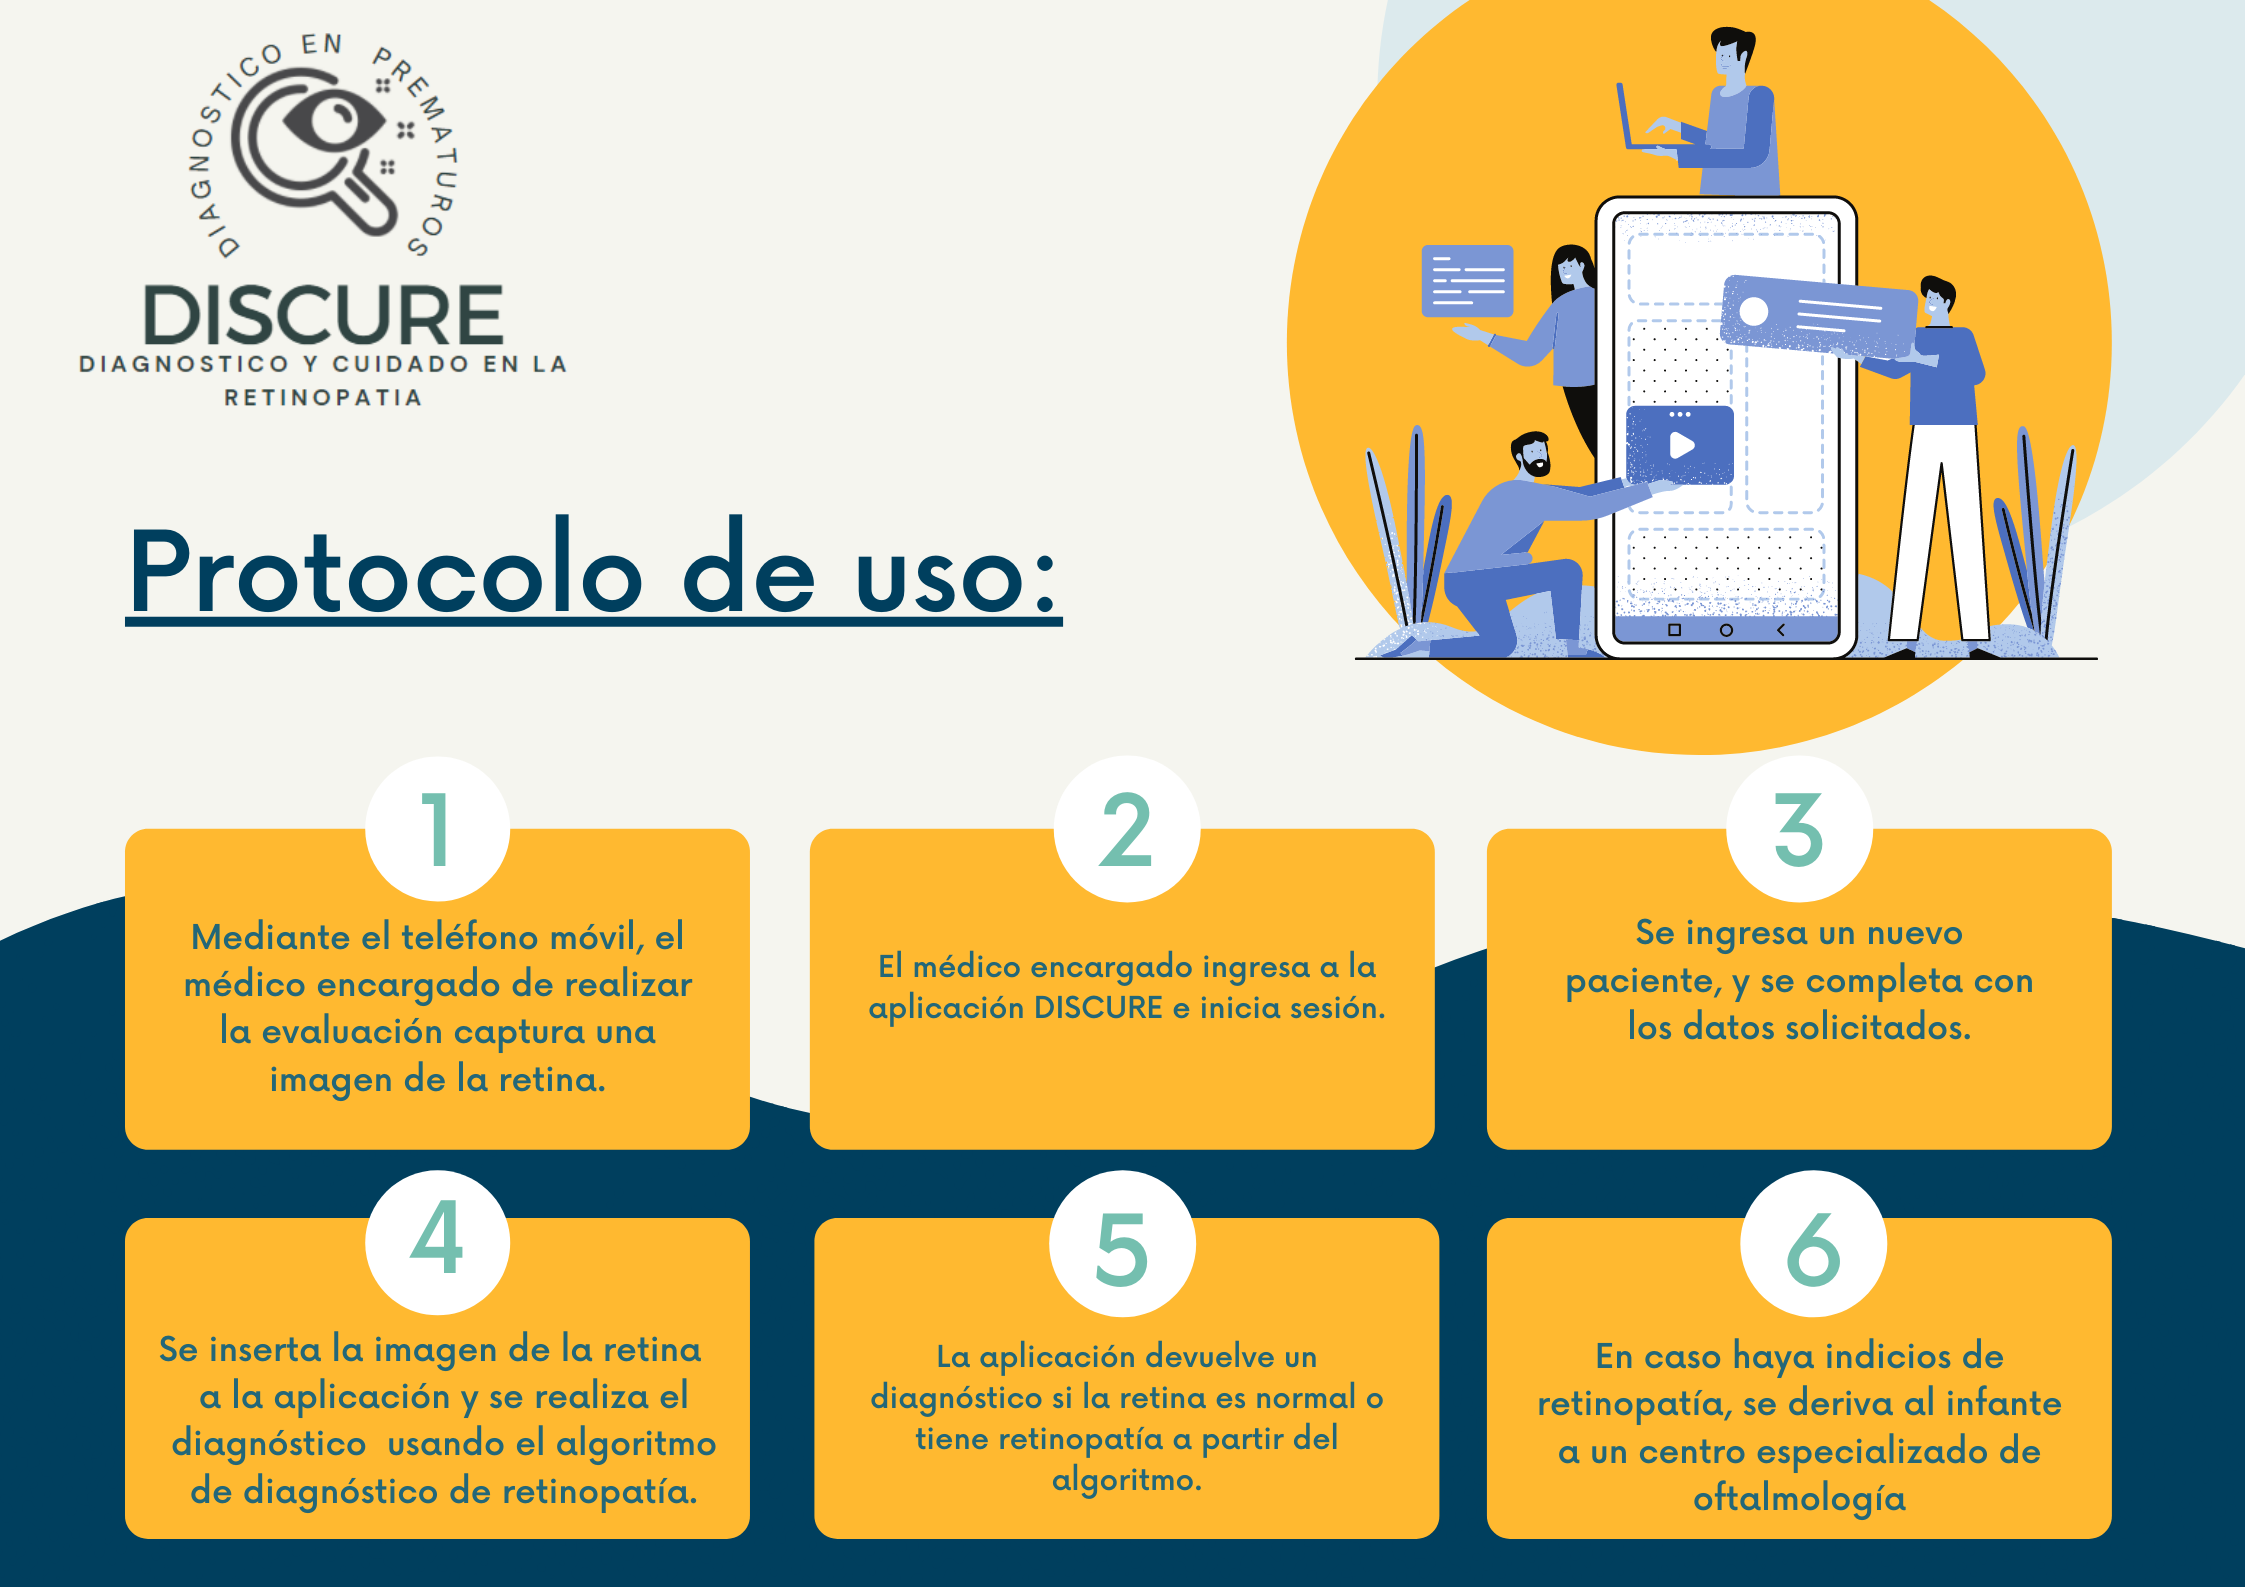 DIAGNOSTICO EN PREMATUROS
DISCURE
DIAGNOSTICO Y CUIDADO EN LA
RETINOPATIA
Protocolo de uso:
1
Mediante el teléfono móvil, el
médico encargado de realizar
la evaluación captura una
imagen de la retina.
2
El médico encargado ingresa a la
aplicación DISCURE e inicia sesión.
3
Se ingresa un nuevo
paciente, y se completa con
los datos solicitados.
4
Se inserta la imagen de la retina
a la aplicación y se realiza el
diagnóstico  usando el algoritmo
de diagnóstico de retinopatía.
5
La aplicación devuelve un
diagnóstico si la retina es normal o
tiene retinopatía a partir del
algoritmo.
6
En caso haya indicios de
retinopatía, se deriva al infante
a un centro especializado de
oftalmología